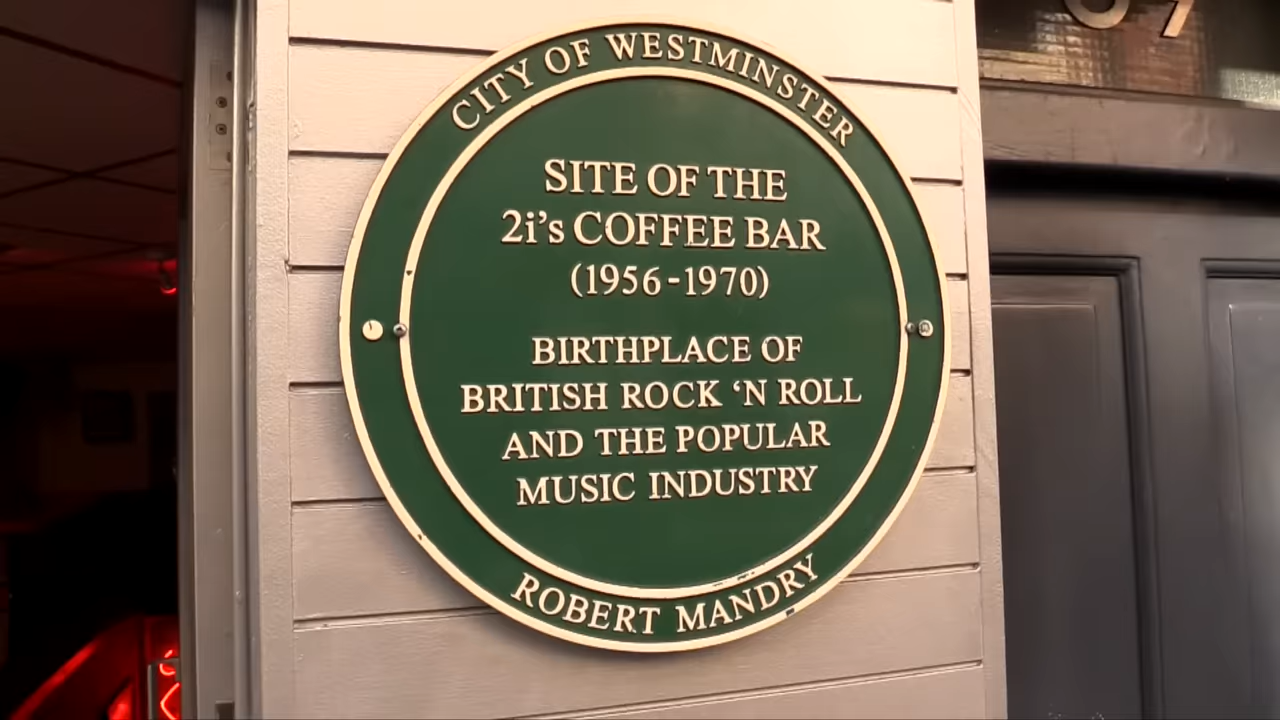 CITY OF WESTMINSTER
SITE OF THE
2i's COFFEE BAR
(1956-1970)
BIRTHPLACE OF
BRITISH ROCK 'N ROLL
AND THE POPULAR
MUSIC INDUSTRY
ROBERT MANDRY